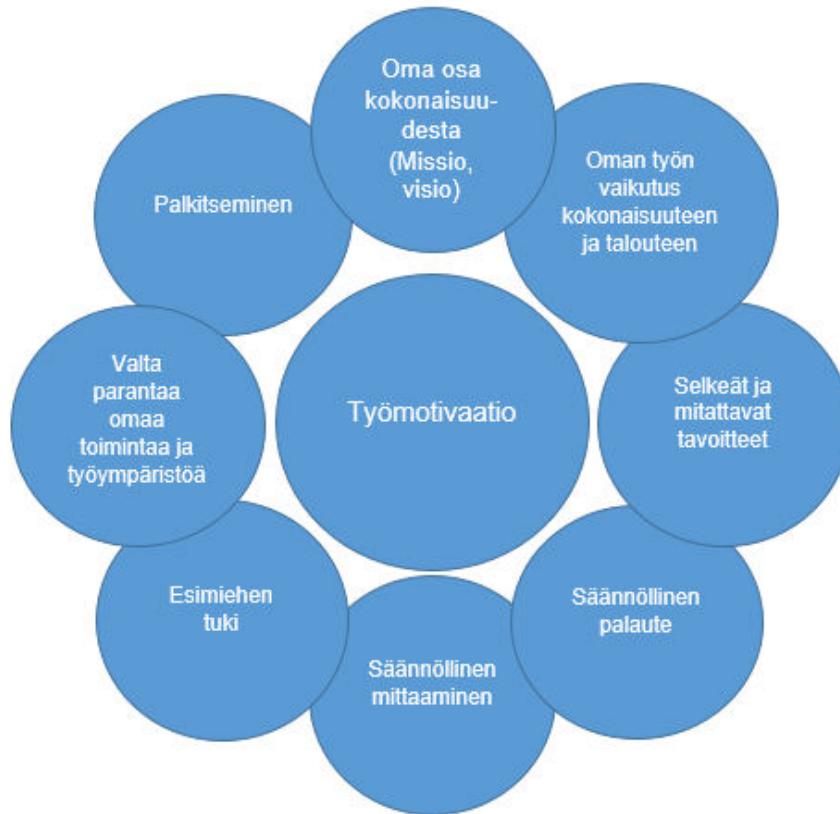 Oma osa
kokonaisuu-
desta
(Missio,
visio)
Oman työn
vaikutus
kokonaisuuteen
ja talouteen
Selkeät ja
mitattavat
tavoitteet
Säännöllinen
palaute
Säännöllinen
mittaaminen
Esimiehen
tuki
Valta
parantaa
omaa
toimintaa ja
työympäristöä
Palkitseminen
Työmotivaatio